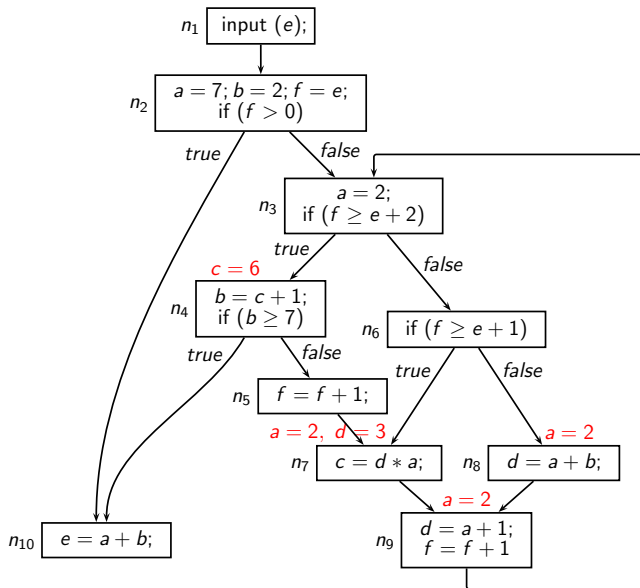 n1 input (e);
n2 a = 7; b = 2; f = e;
if (f > 0)
true
false
n3 a = 2;
if (f ≥ e + 2)
true
false
c = 6
n4 b = c + 1;
if (b ≥ 7)
n6 if (f ≥ e + 1)
true
false
true
false
n5 f = f + 1;
a = 2, d = 3
a = 2
n7 c = d * a;
n8 d = a + b;
a = 2
n10 e = a + b;
n9 d = a + 1;
f = f + 1